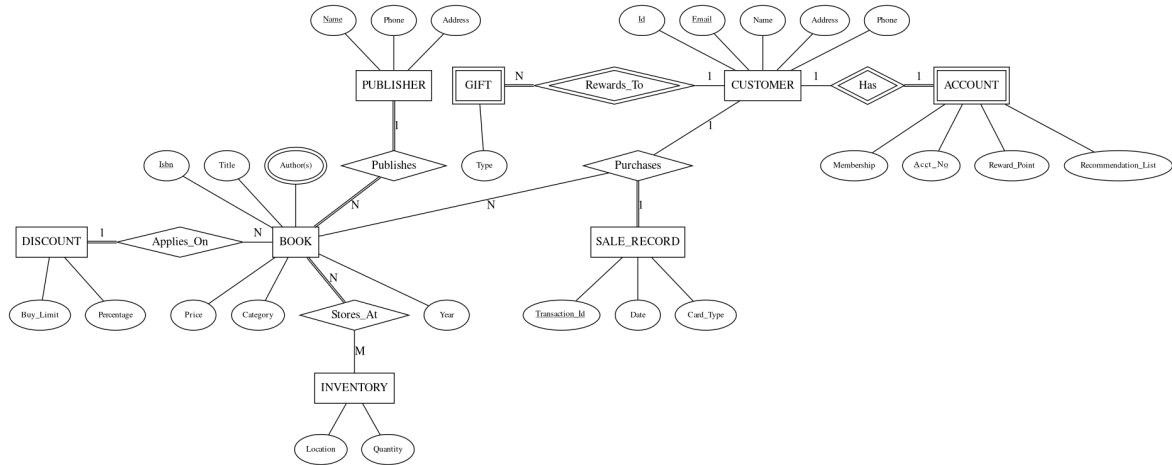 Name Phone Address Id Email Name Address Phone
PUBLISHER GIFT N Rewards_To 1 CUSTOMER 1 Has 1 ACCOUNT
1 1
Isbn Title Author(s) Publishes Type Purchases Membership Acct_No Reward_Point Recommendation_List
N N 1
DISCOUNT 1 Applies_On N BOOK SALE_RECORD
N
Buy_Limit Percentage Price Category Stores_At Year Transaction_Id Date Card_Type
M
INVENTORY
Location Quantity